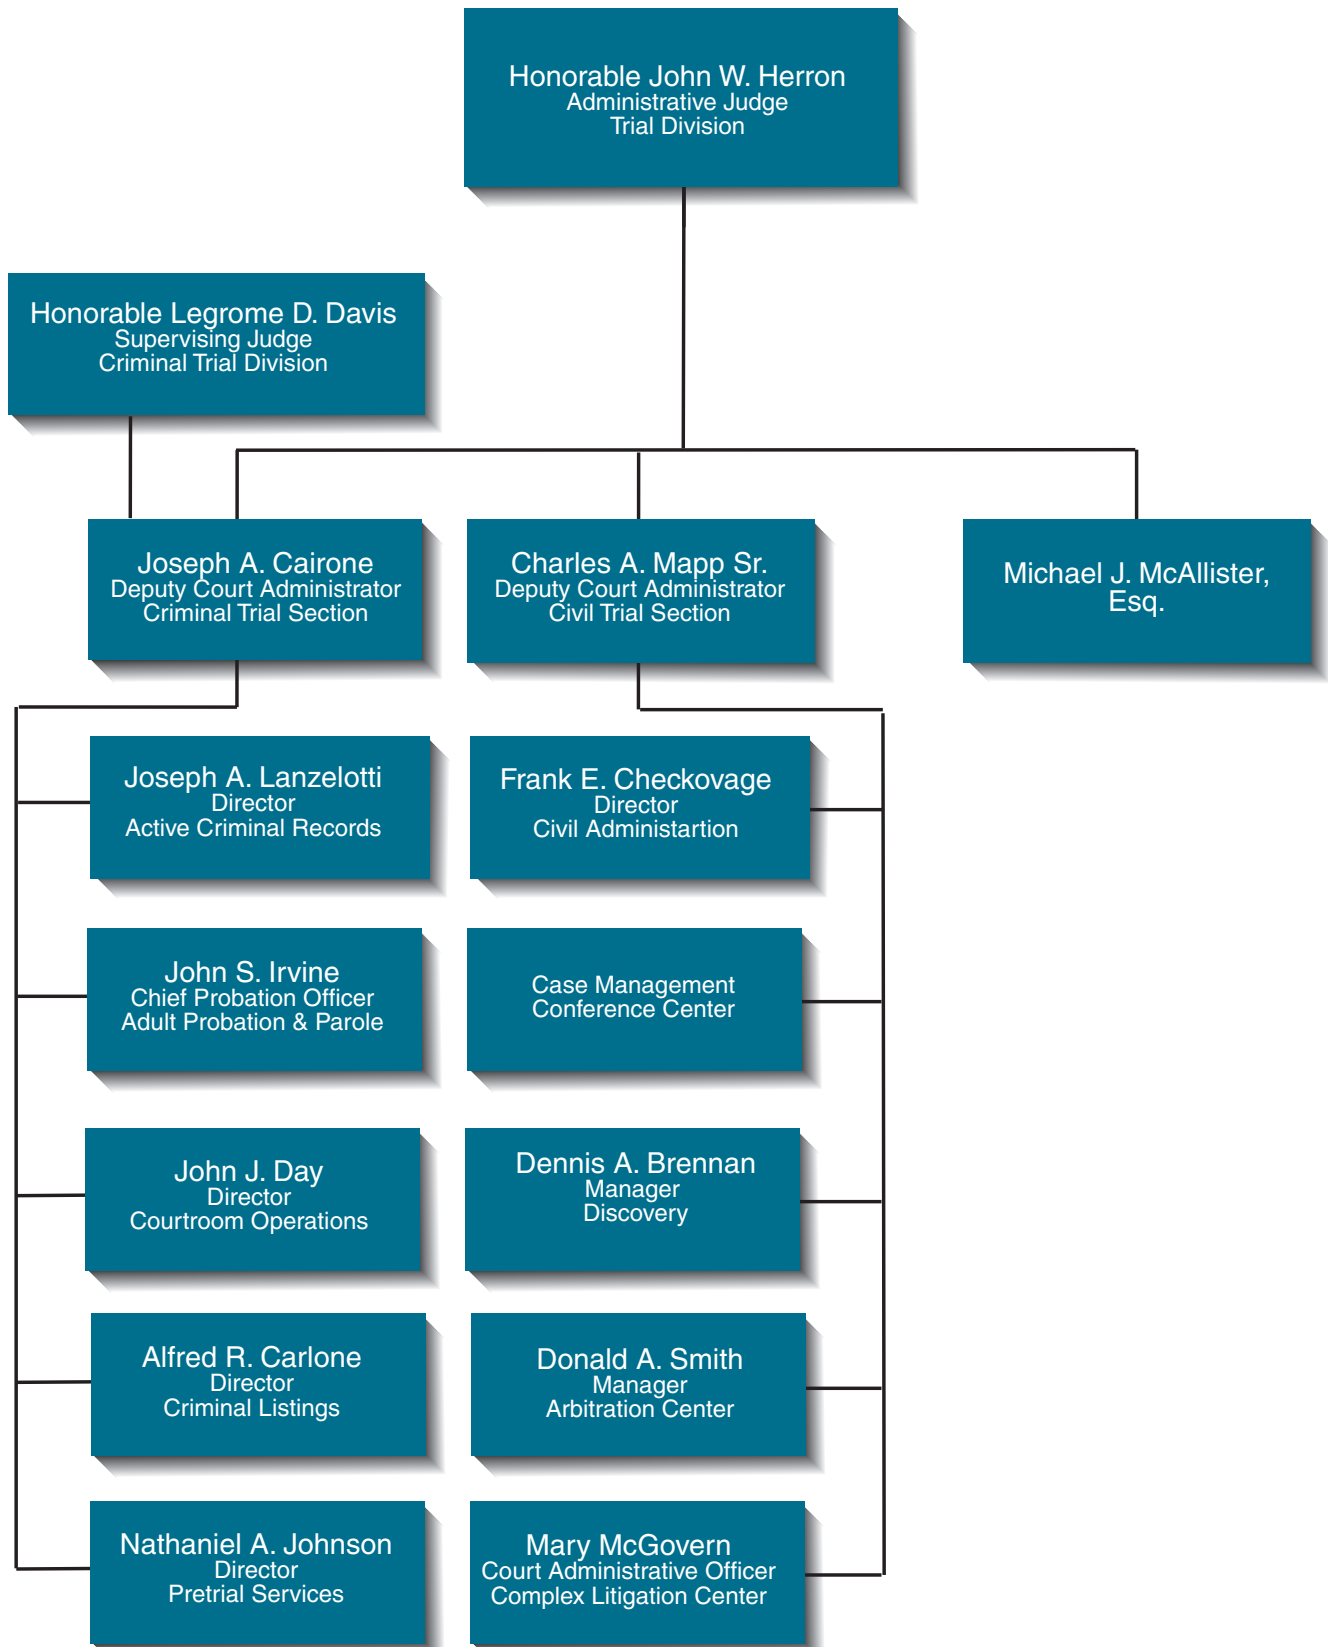 Honorable John W. Herron
Administrative Judge
Trial Division
Honorable Legrome D. Davis
Supervising Judge
Criminal Trial Division
Joseph A. Cairone
Deputy Court Administrator
Criminal Trial Section
Charles A. Mapp Sr.
Deputy Court Administrator
Civil Trial Section
Michael J. McAllister,
Esq.
Joseph A. Lanzelotti
Director
Active Criminal Records
Frank E. Checkovage
Director
Civil Administartion
John S. Irvine
Chief Probation Officer
Adult Probation & Parole
Case Management
Conference Center
John J. Day
Director
Courtroom Operations
Dennis A. Brennan
Manager
Discovery
Alfred R. Carlone
Director
Criminal Listings
Donald A. Smith
Manager
Arbitration Center
Nathaniel A. Johnson
Director
Pretrial Services
Mary McGovern
Court Administrative Officer
Complex Litigation Center